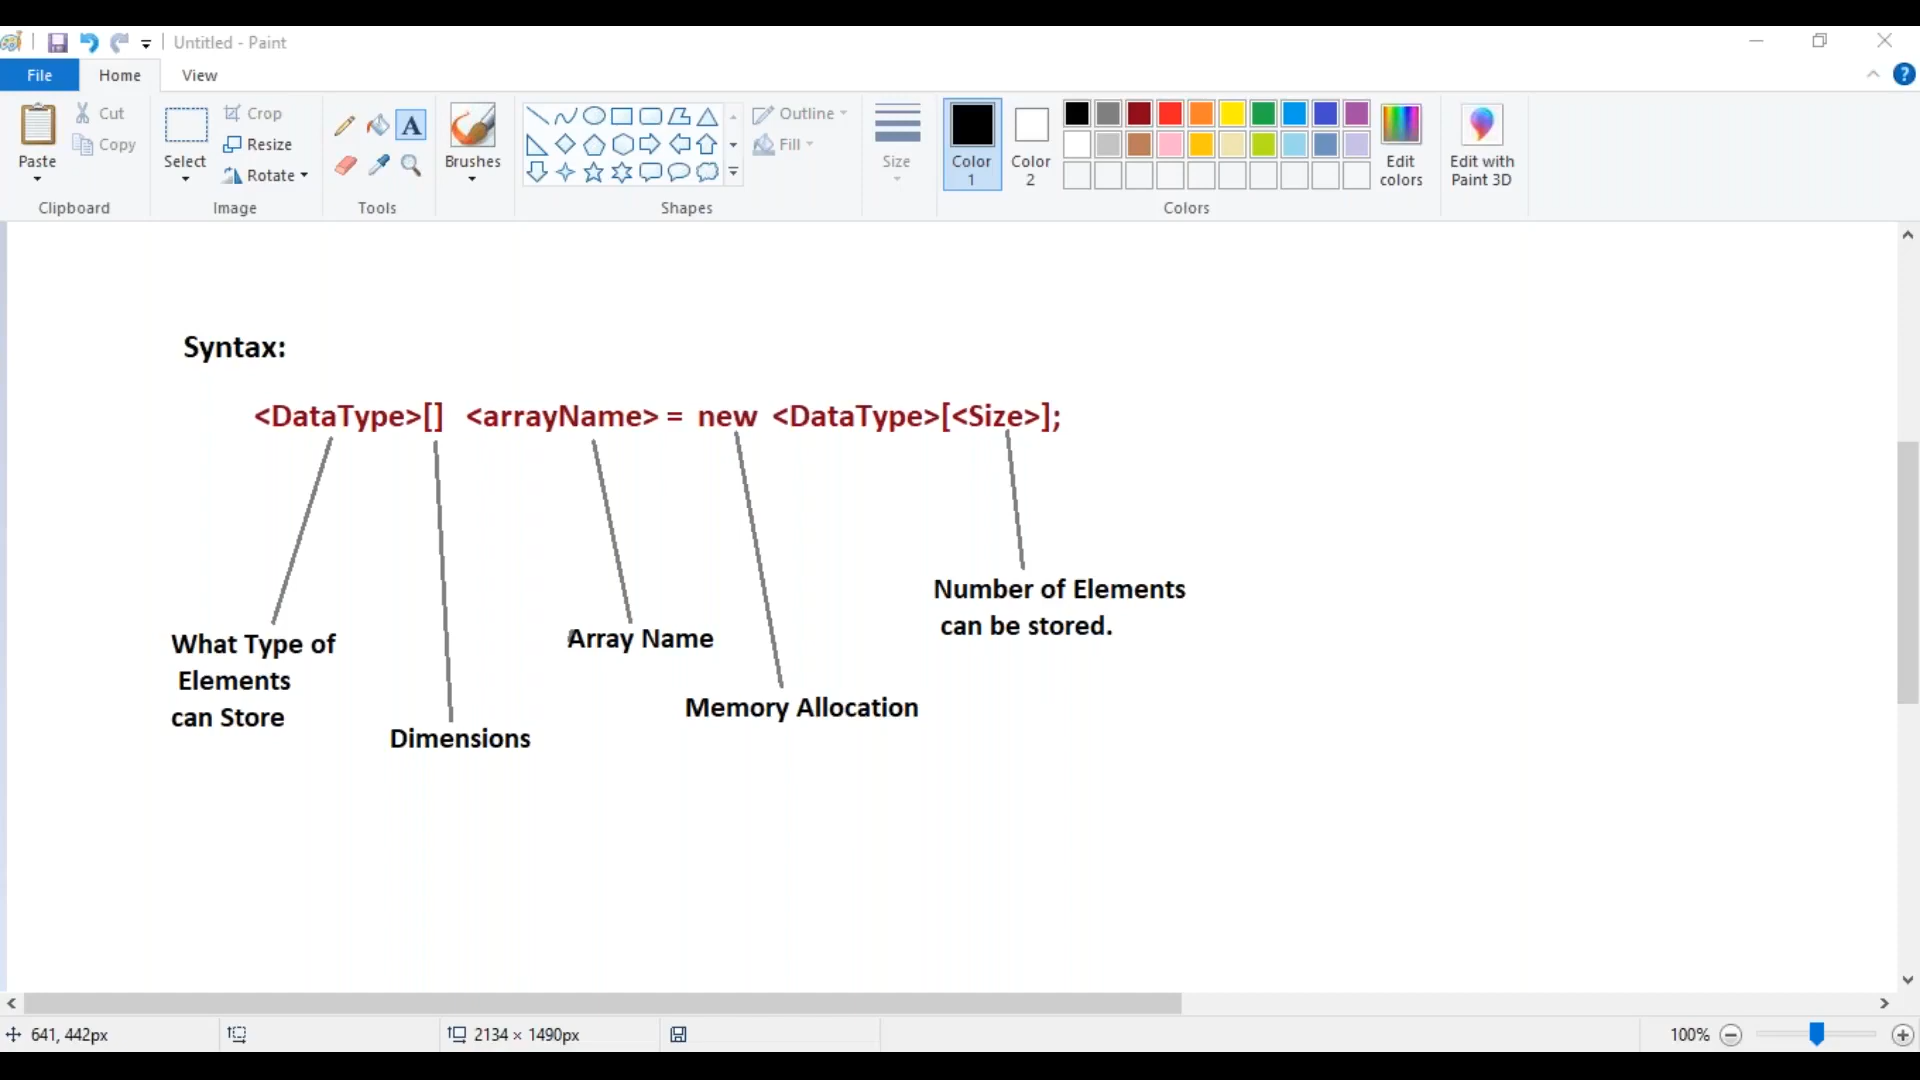 Untitled - Paint
File Home View
Paste
Cut
Copy
Clipboard
Select
Crop
Resize
Rotate
Image
A
Tools
Brushes
Shapes
Outline
Fill
Size
Color
1
Color
2
Edit
colors
Colors
Edit with
Paint 3D
?
Syntax:
<DataType>[] <arrayName> = new <DataType>[<Size>];
What Type of
Elements
can Store
Dimensions
Array Name
Memory Allocation
Number of Elements
can be stored.
641, 442px
2134 × 1490px
100%